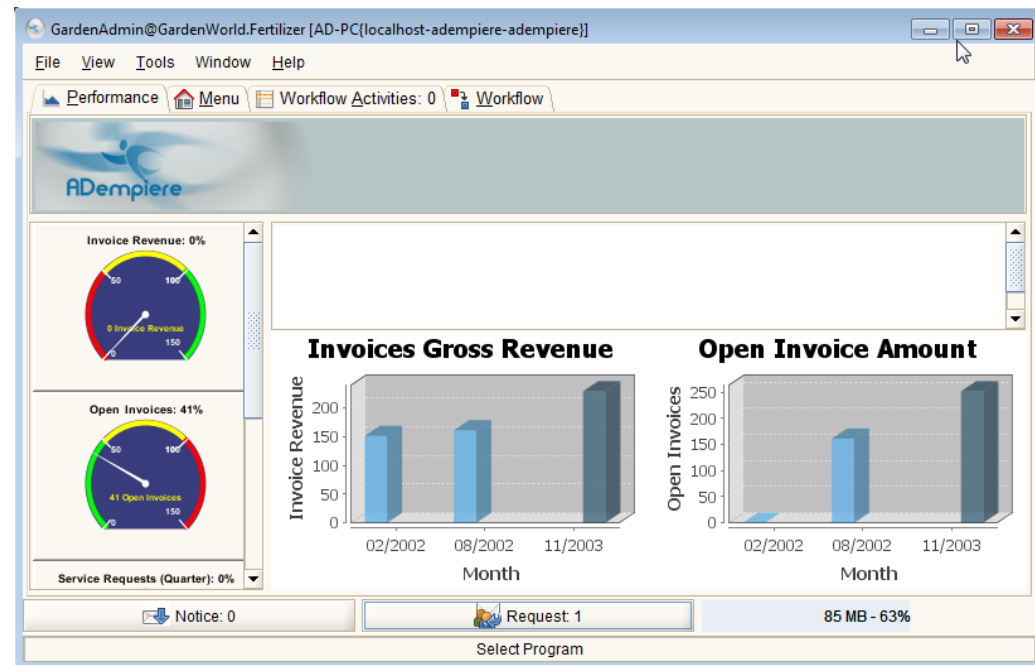 GardenAdmin@GardenWorld.Fertilizer [AD-PC{localhost-adempiere-adempiere}]
File View Tools Window Help
Performance Menu Workflow Activities: 0 Workflow
ADempiere
Invoice Revenue: 0%
50 100
0 Invoice Revenue
150
0
Open Invoices: 41%
50 100
41 Open Invoices
150
0
Service Requests (Quarter): 0%
Invoices Gross Revenue
Invoice Revenue
200
150
100
50
0
02/2002 08/2002 11/2003
Month
Open Invoice Amount
Open Invoices
250
200
150
100
50
0
02/2002 08/2002 11/2003
Month
Notice: 0 Request: 1 85 MB - 63%
Select Program